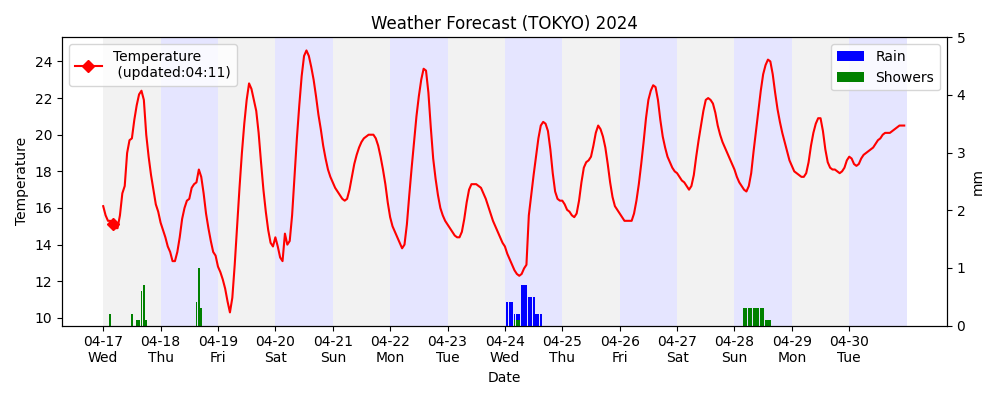 Weather Forecast (TOKYO) 2024
Temperature
(updated:04:11)
Rain
Showers
Temperature
24
22
20
18
16
14
12
10
5
4
3
2
1
0
mm
04-17 04-18 04-19 04-20 04-21 04-22 04-23 04-24 04-25 04-26 04-27 04-28 04-29 04-30
Wed Thu Fri Sat Sun Mon Tue Wed Thu Fri Sat Sun Mon Tue
Date